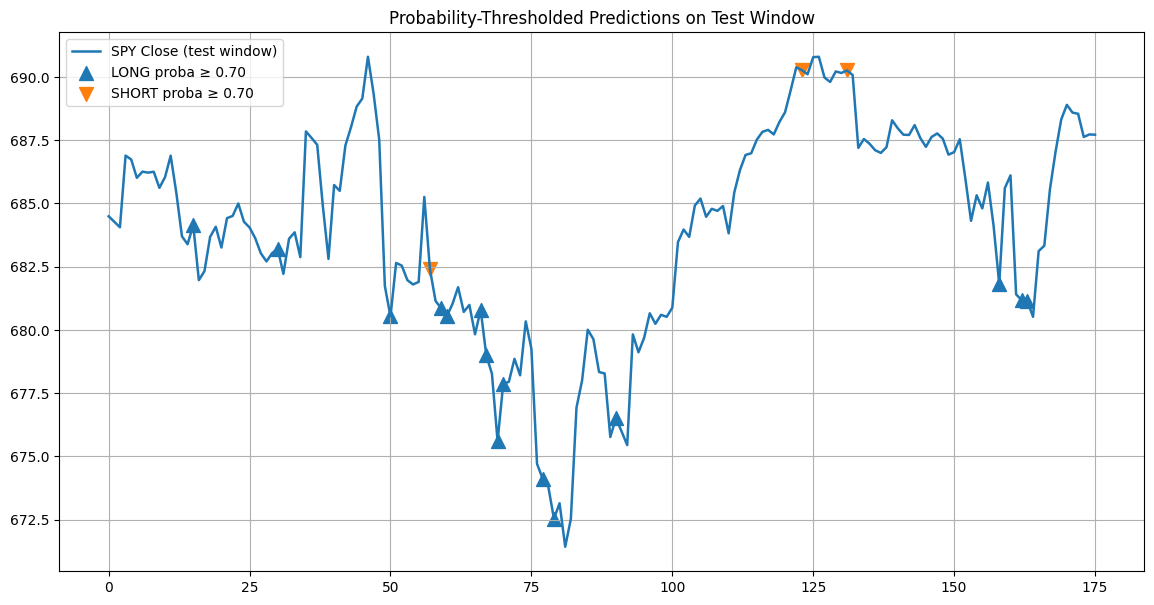 Probability-Thresholded Predictions on Test Window
SPY Close (test window)
LONG proba ≥ 0.70
SHORT proba ≥ 0.70
690.0
687.5
685.0
682.5
680.0
677.5
675.0
672.5
0 25 50 75 100 125 150 175